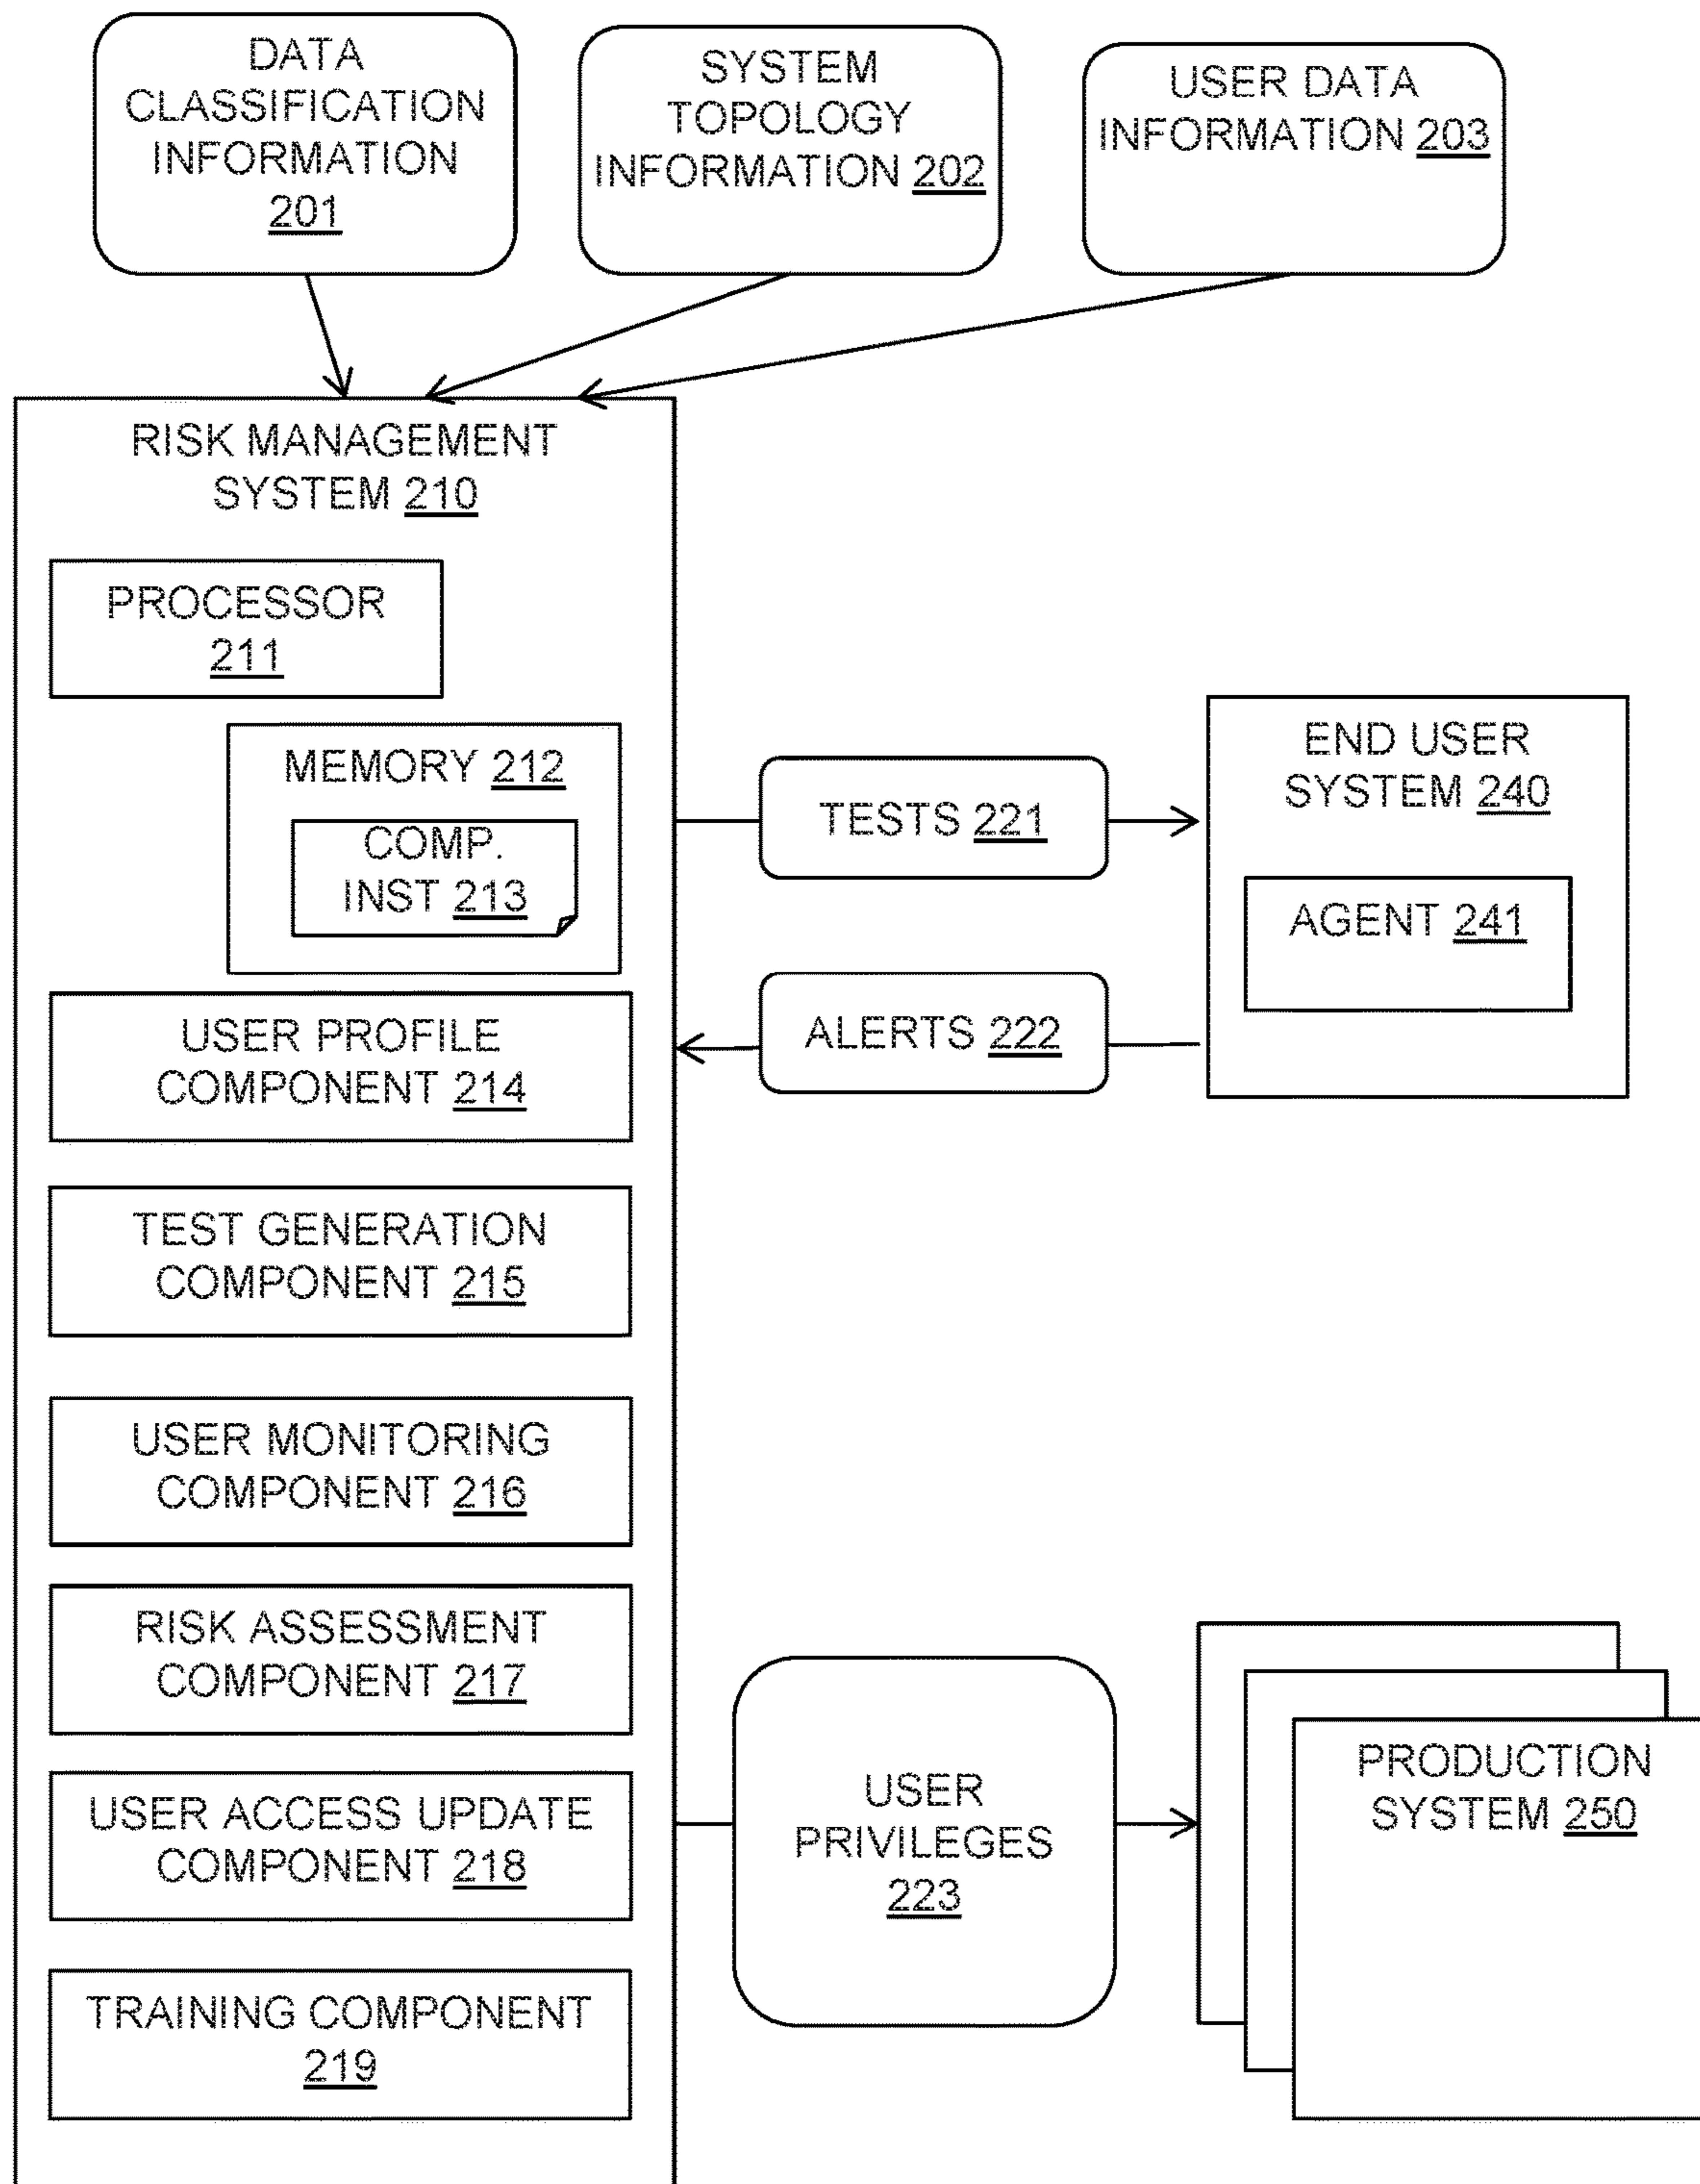 DATA
CLASSIFICATION
INFORMATION
201
SYSTEM
TOPOLOGY
INFORMATION 202
USER DATA
INFORMATION 203
RISK MANAGEMENT
SYSTEM 210
PROCESSOR
211
MEMORY 212
COMP.
INST 213
USER PROFILE
COMPONENT 214
TEST GENERATION
COMPONENT 215
USER MONITORING
COMPONENT 216
RISK ASSESSMENT
COMPONENT 217
USER ACCESS UPDATE
COMPONENT 218
TRAINING COMPONENT
219
TESTS 221
ALERTS 222
END USER
SYSTEM 240
AGENT 241
USER
PRIVILEGES
223
PRODUCTION
SYSTEM 250